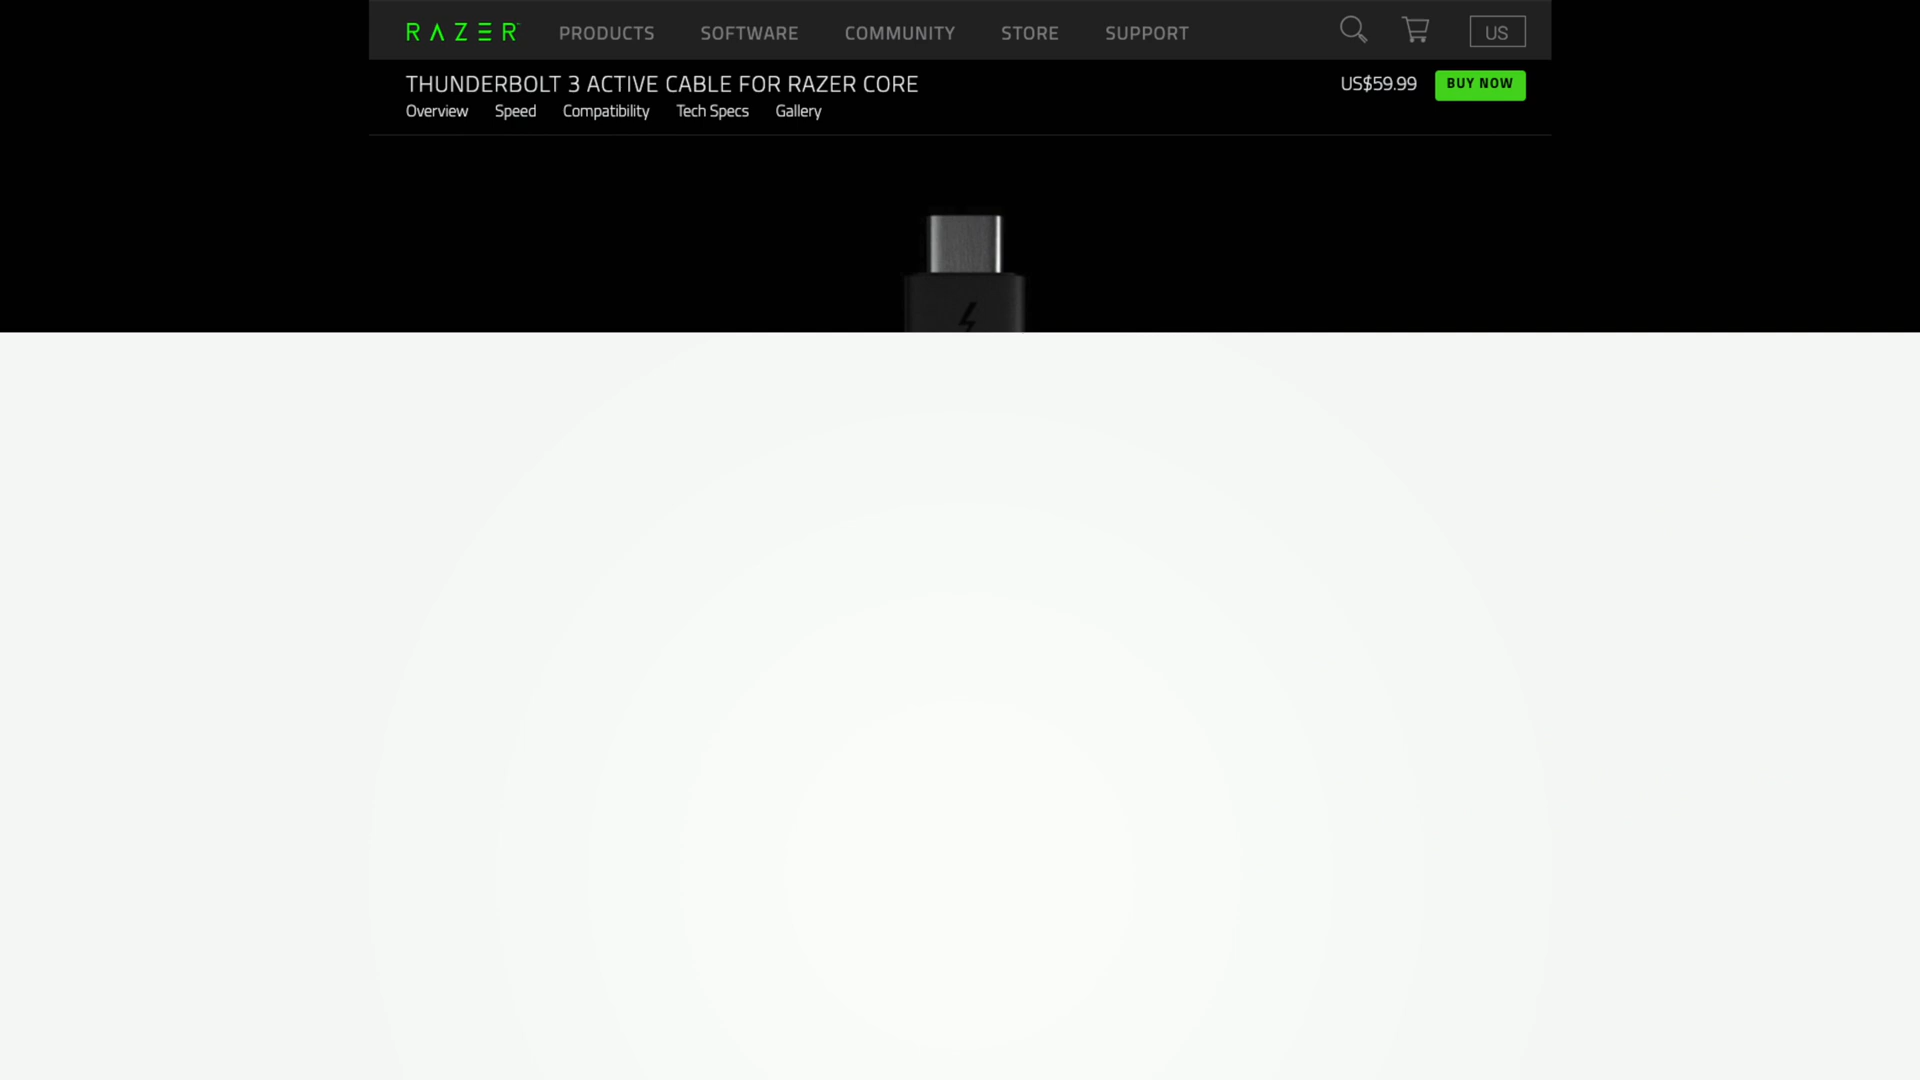 RAZER™ PRODUCTS SOFTWARE COMMUNITY STORE SUPPORT US
THUNDERBOLT 3 ACTIVE CABLE FOR RAZER CORE US$59.99 BUY NOW
Overview Speed Compatibility Tech Specs Gallery